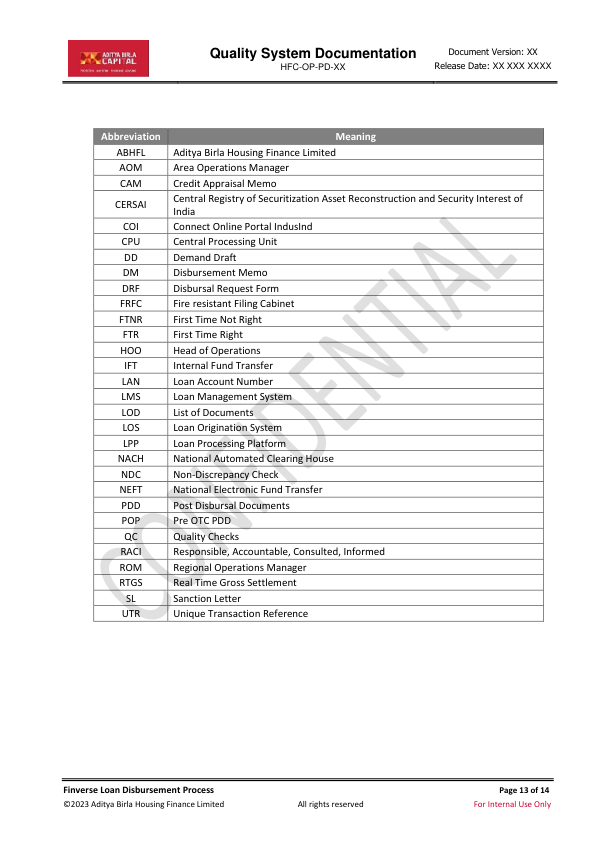 ADITYA BIRLA
CAPITAL
Quality System Documentation
HFC-OP-PD-XX
Document Version: XX
Release Date: XX XXX XXXX
Abbreviation Meaning
ABHFL Aditya Birla Housing Finance Limited
AOM Area Operations Manager
CAM Credit Appraisal Memo
CERSAI Central Registry of Securitization Asset Reconstruction and Security Interest of
India
COI Connect Online Portal IndusInd
CPU Central Processing Unit
DD Demand Draft
DM Disbursement Memo
DRF Disbursal Request Form
FRFC Fire resistant Filing Cabinet
FTNR First Time Not Right
FTR First Time Right
HOO Head of Operations
IFT Internal Fund Transfer
LAN Loan Account Number
LMS Loan Management System
LOD List of Documents
LOS Loan Origination System
LPP Loan Processing Platform
NACH National Automated Clearing House
NDC Non-Discrepancy Check
NEFT National Electronic Fund Transfer
PDD Post Disbursal Documents
POP Pre OTC PDD
QC Quality Checks
RACI Responsible, Accountable, Consulted, Informed
ROM Regional Operations Manager
RTGS Real Time Gross Settlement
SL Sanction Letter
UTR Unique Transaction Reference
CONFIDENTIAL
Finverse Loan Disbursement Process Page 13 of 14
©2023 Aditya Birla Housing Finance Limited All rights reserved For Internal Use Only